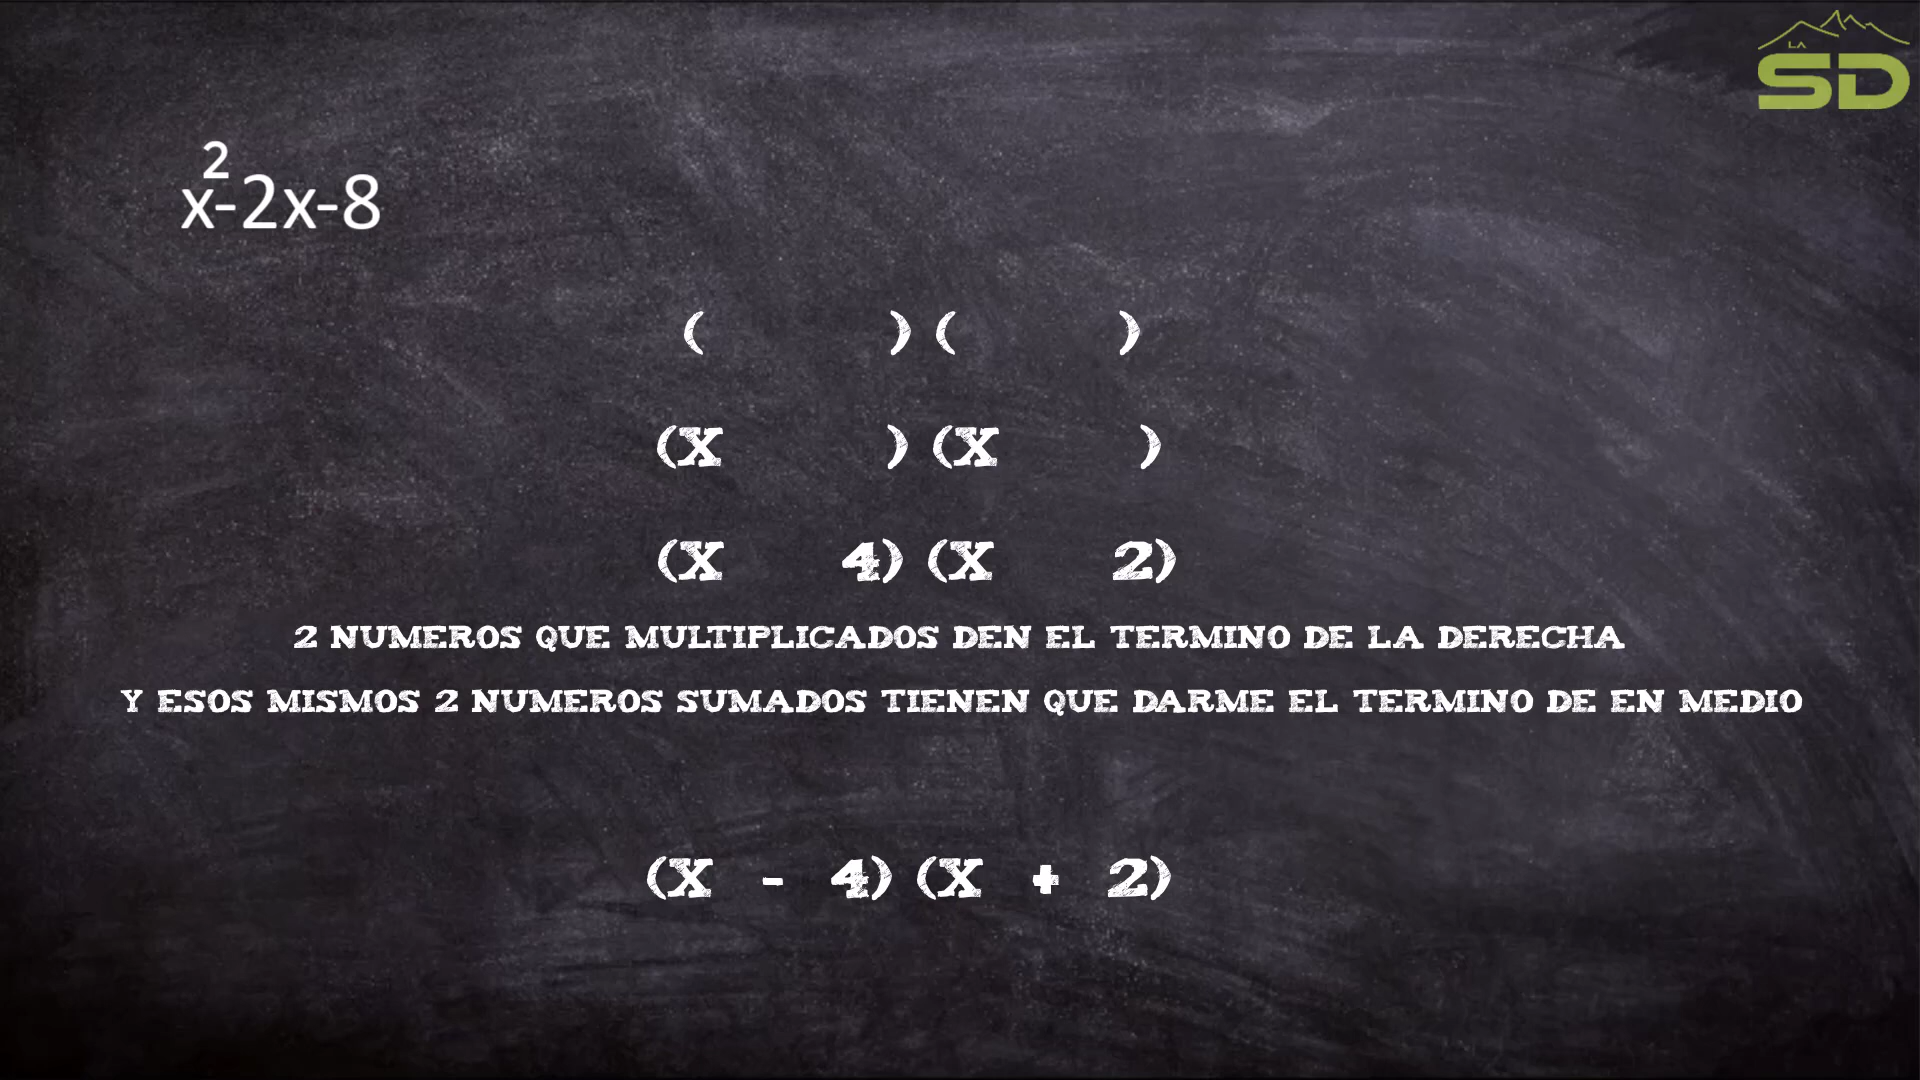 LA
SD
x²-2x-8
( ) ( )
(X ) (X )
(X 4) (X 2)
2 NUMEROS QUE MULTIPLICADOS DEN EL TERMINO DE LA DERECHA
Y ESOS MISMOS 2 NUMEROS SUMADOS TIENEN QUE DARME EL TERMINO DE EN MEDIO
(X - 4) (X + 2)